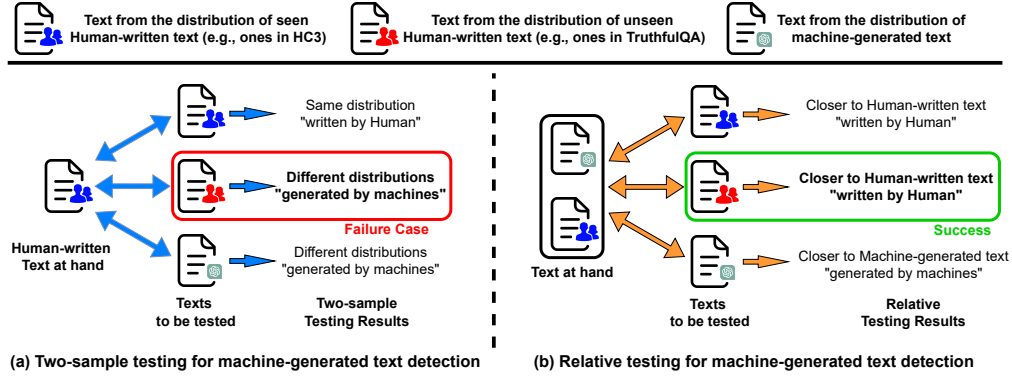 Text from the distribution of seen
Human-written text (e.g., ones in HC3)
Text from the distribution of unseen
Human-written text (e.g., ones in TruthfulQA)
Text from the distribution of
machine-generated text
Same distribution
"written by Human"
Different distributions
"generated by machines"
Failure Case
Human-written
Text at hand
Different distributions
"generated by machines"
Texts
to be tested
Two-sample
Testing Results
(a) Two-sample testing for machine-generated text detection
Closer to Human-written text
"written by Human"
Closer to Human-written text
"written by Human"
Success
Text at hand
Closer to Machine-generated text
"generated by machines"
Texts
to be tested
Relative
Testing Results
(b) Relative testing for machine-generated text detection